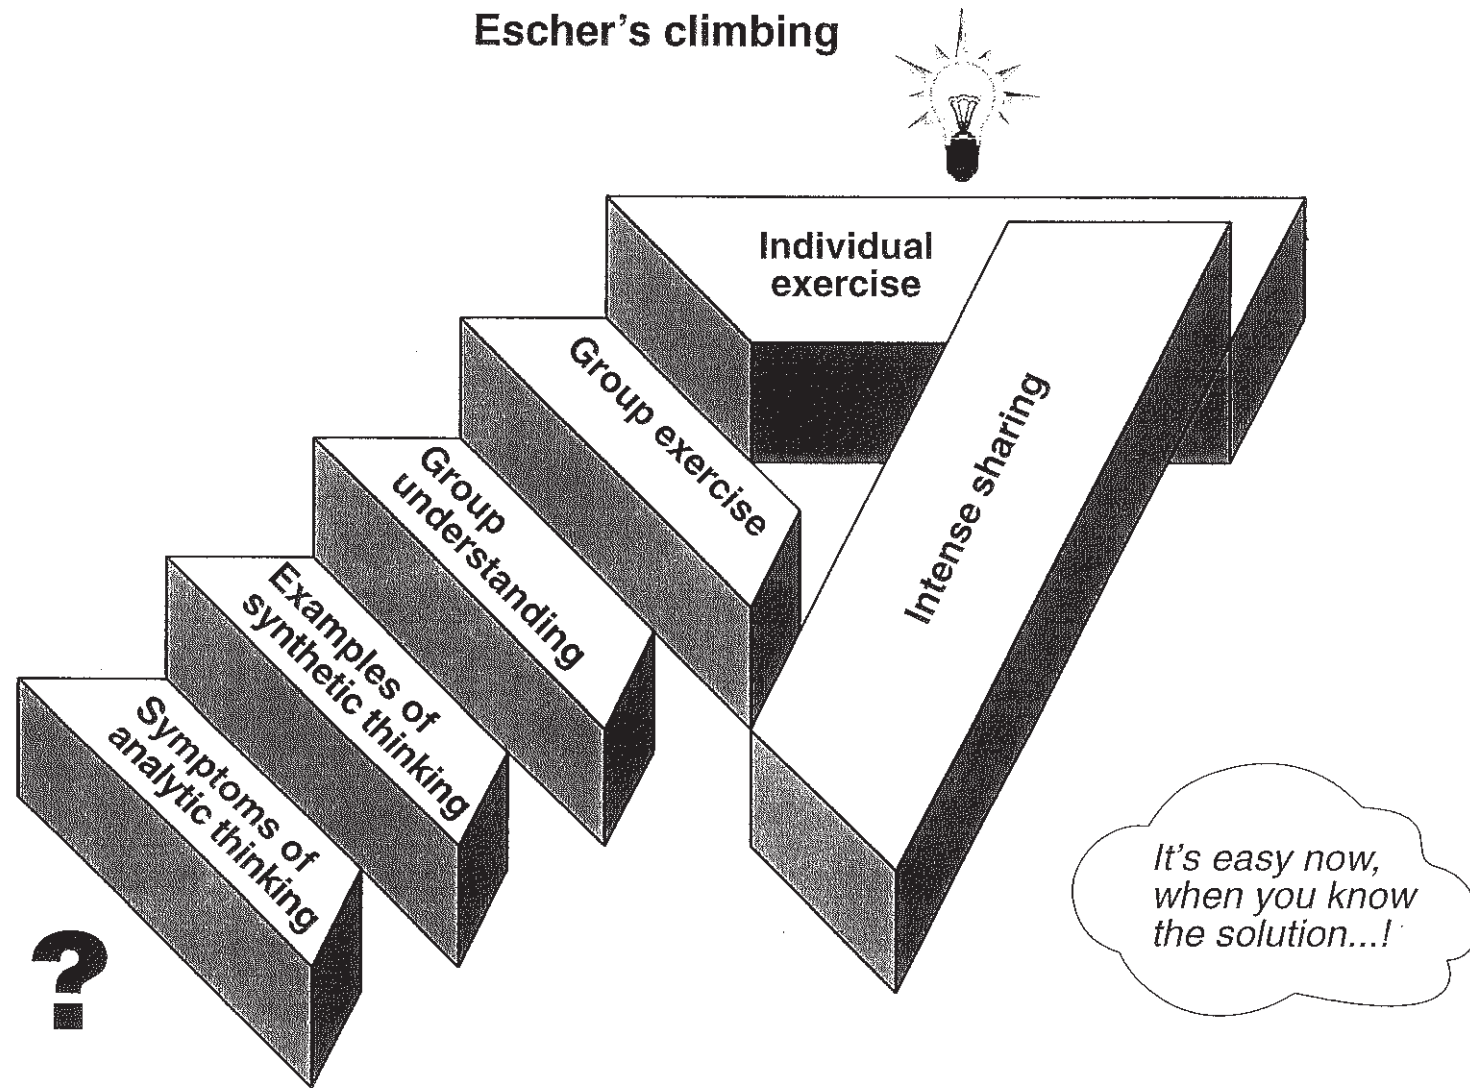 Escher's climbing
Individual
exercise
Group exercise
Group
understanding
Examples of
synthetic thinking
Symptoms of
analytic thinking
Intense sharing
?
It's easy now,
when you know
the solution...!